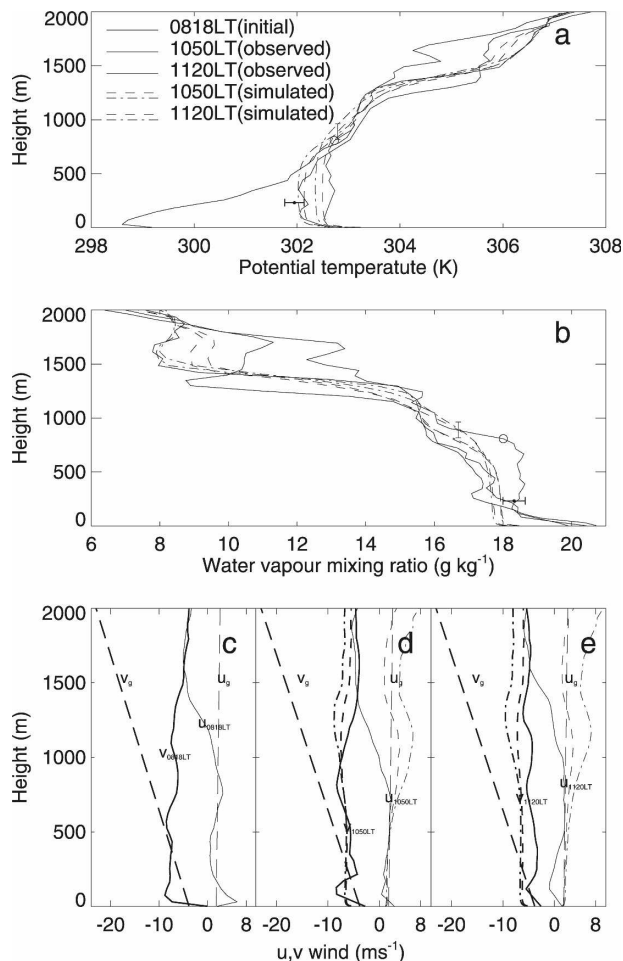 2000
a
0818LT(initial)
1050LT(observed)
1120LT(observed)
1050LT(simulated)
1120LT(simulated)
1500
1000
500
0
Height (m)
298 300 302 304 306 308
Potential temperatute (K)
2000
b
1500
1000
500
0
Height (m)
6 8 10 12 14 16 18 20
Water vapour mixing ratio (g kg⁻¹)
2000
c d e
vg ug vg ug vg ug
1500
u0818LT
v0818LT
1000
u1050LT u1120LT
v1120LT
500
v1050LT
0
Height (m)
-20 -10 0 8 -20 -10 0 8 -20 -10 0 8
u,v wind (ms⁻¹)